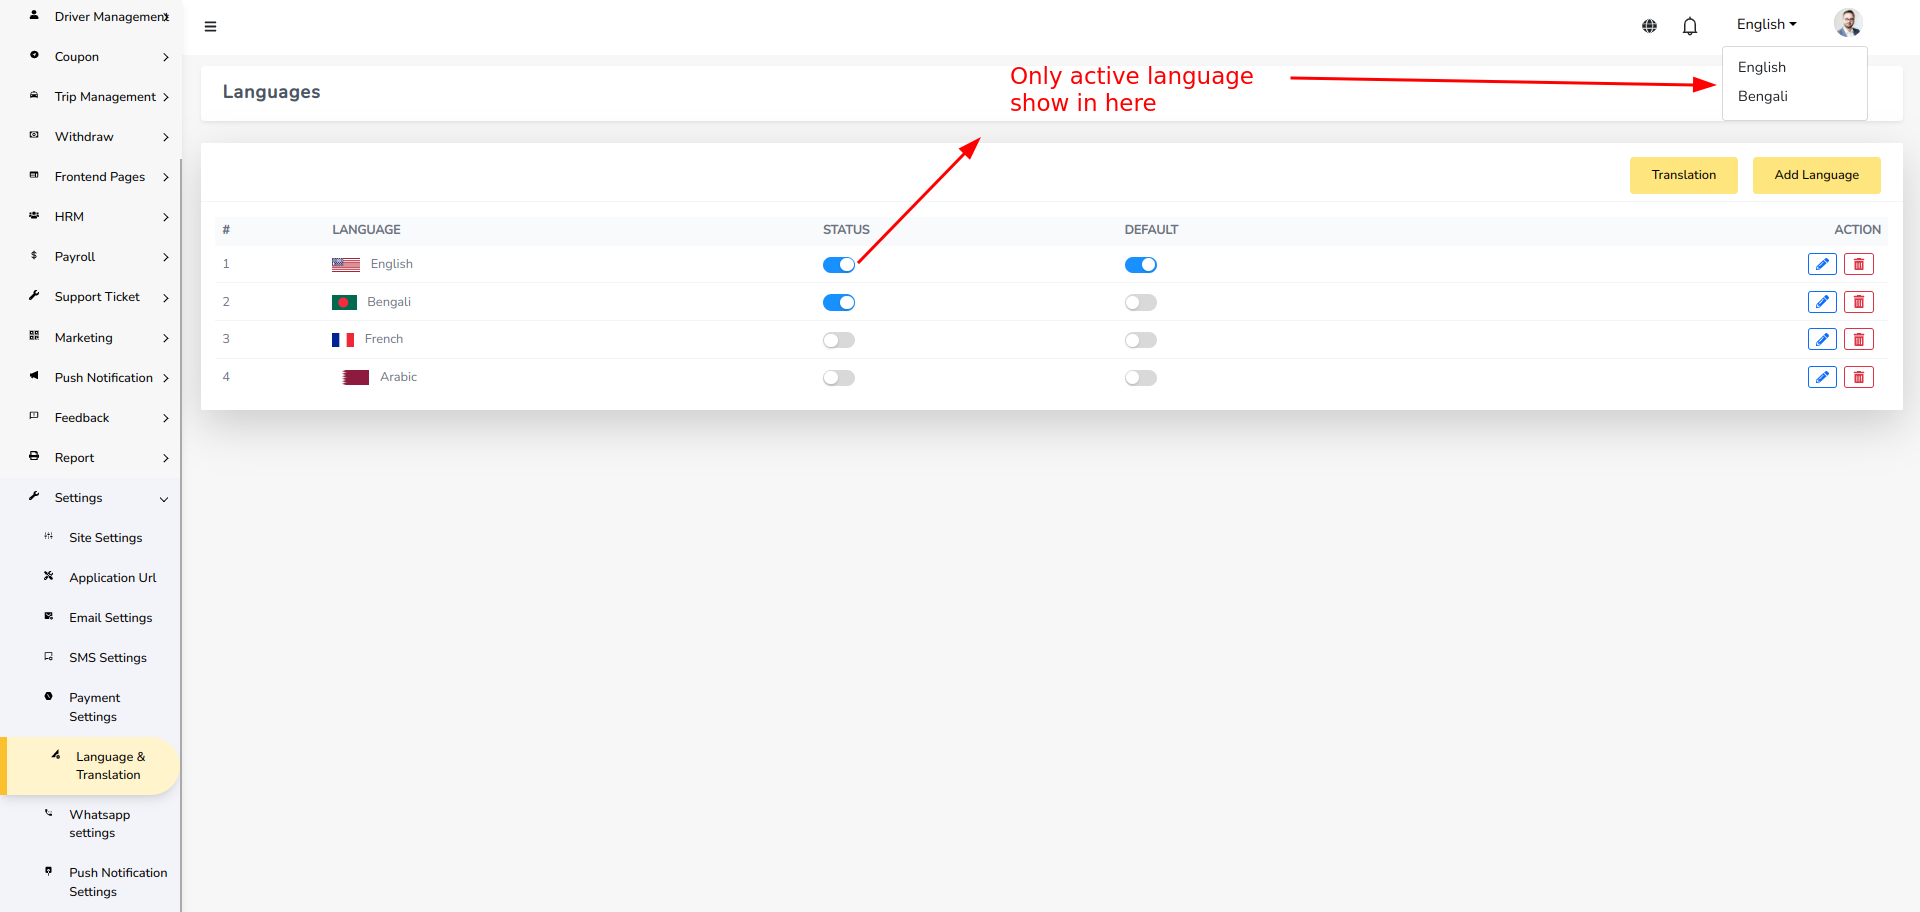 Driver Management
Coupon
Trip Management
Withdraw
Frontend Pages
HRM
Payroll
Support Ticket
Marketing
Push Notification
Feedback
Report
Settings
Site Settings
Application Url
Email Settings
SMS Settings
Payment
Settings
Language &
Translation
Whatsapp
settings
Push Notification
Settings
English
English
Bengali
Languages
Only active language
show in here
Translation
Add Language
# LANGUAGE STATUS DEFAULT ACTION
1 English
2 Bengali
3 French
4 Arabic